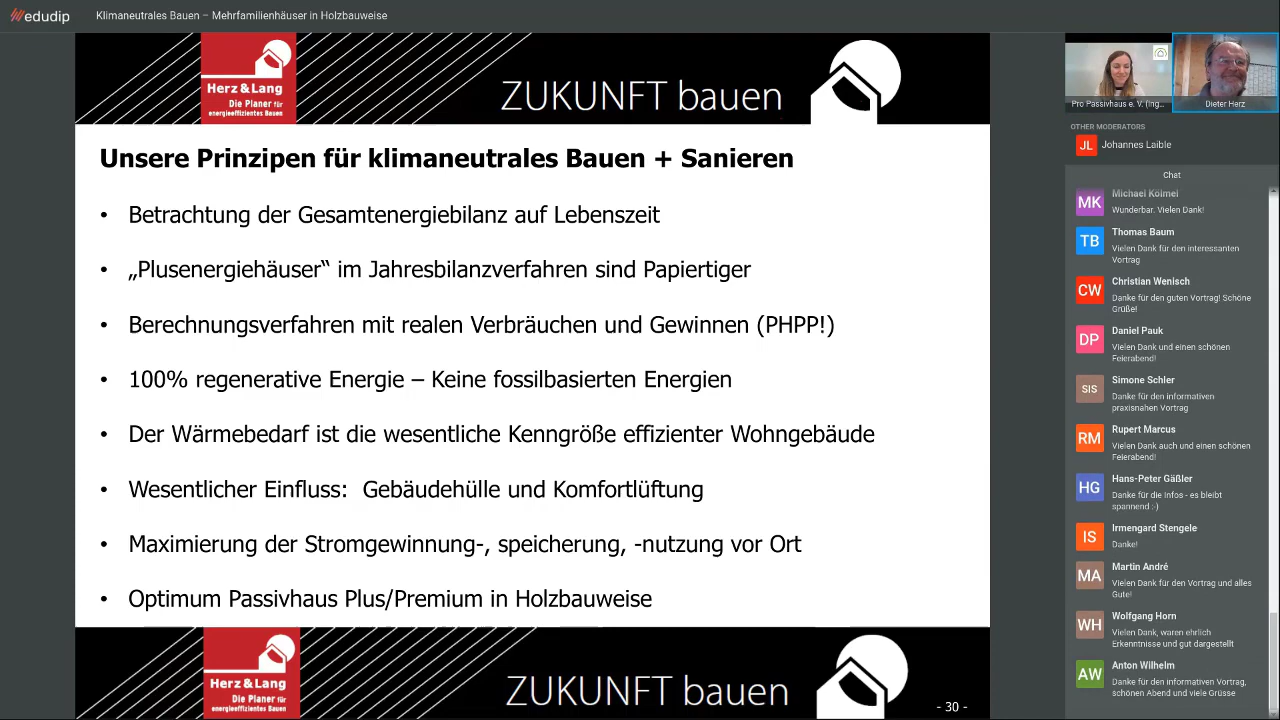 edudip
Klimaneutrales Bauen – Mehrfamilienhäuser in Holzbauweise
Herz & Lang
Die Planer für
energieeffizientes Bauen
ZUKUNFT bauen
Unsere Prinzipen für klimaneutrales Bauen + Sanieren
• Betrachtung der Gesamtenergiebilanz auf Lebenszeit
• „Plusenergiehäuser“ im Jahresbilanzverfahren sind Papiertiger
• Berechnungsverfahren mit realen Verbräuchen und Gewinnen (PHPP!)
• 100% regenerative Energie – Keine fossilbasierten Energien
• Der Wärmebedarf ist die wesentliche Kenngröße effizienter Wohngebäude
• Wesentlicher Einfluss: Gebäudehülle und Komfortlüftung
• Maximierung der Stromgewinnung-, speicherung, -nutzung vor Ort
• Optimum Passivhaus Plus/Premium in Holzbauweise
Herz & Lang
Die Planer für
energieeffizientes Bauen
ZUKUNFT bauen
- 30 -
Pro Passivhaus e. V. (Ing...
Dieter Herz
OTHER MODERATORS
JL Johannes Laible
Chat
MK Michael Kölmel
Wunderbar. Vielen Dank!
TB Thomas Baum
Vielen Dank für den interessanten
Vortrag
CW Christian Wenisch
Danke für den guten Vortrag! Schöne
Grüße!
DP Daniel Pauk
Vielen Dank und einen schönen
Feierabend!
SIS Simone Schler
Danke für den informativen
praxisnahen Vortrag
RM Rupert Marcus
Vielen Dank auch und einen schönen
Feierabend!
HG Hans-Peter Gäßler
Danke für die Infos - es bleibt
spannend :-)
IS Irmengard Stengele
Danke!
MA Martin André
Vielen Dank für den Vortrag und alles
Gute!
WH Wolfgang Horn
Vielen Dank, waren ehrlich
Erkenntnisse und gut dargestellt
AW Anton Wilhelm
Danke für den informativen Vortrag,
schönen Abend und viele Grüsse